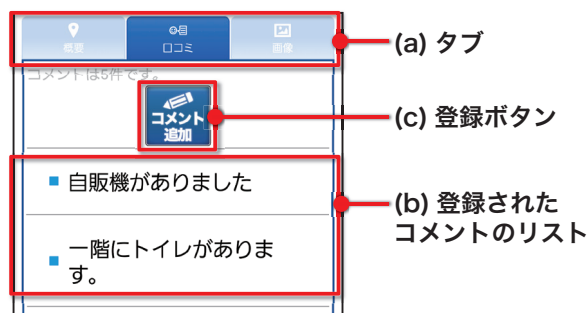 概要
口コミ
画像
(a) タブ
コメントは5件です。
コメント
追加
(c) 登録ボタン
自販機がありました
(b) 登録された
コメントのリスト
一階にトイレがありま
す。